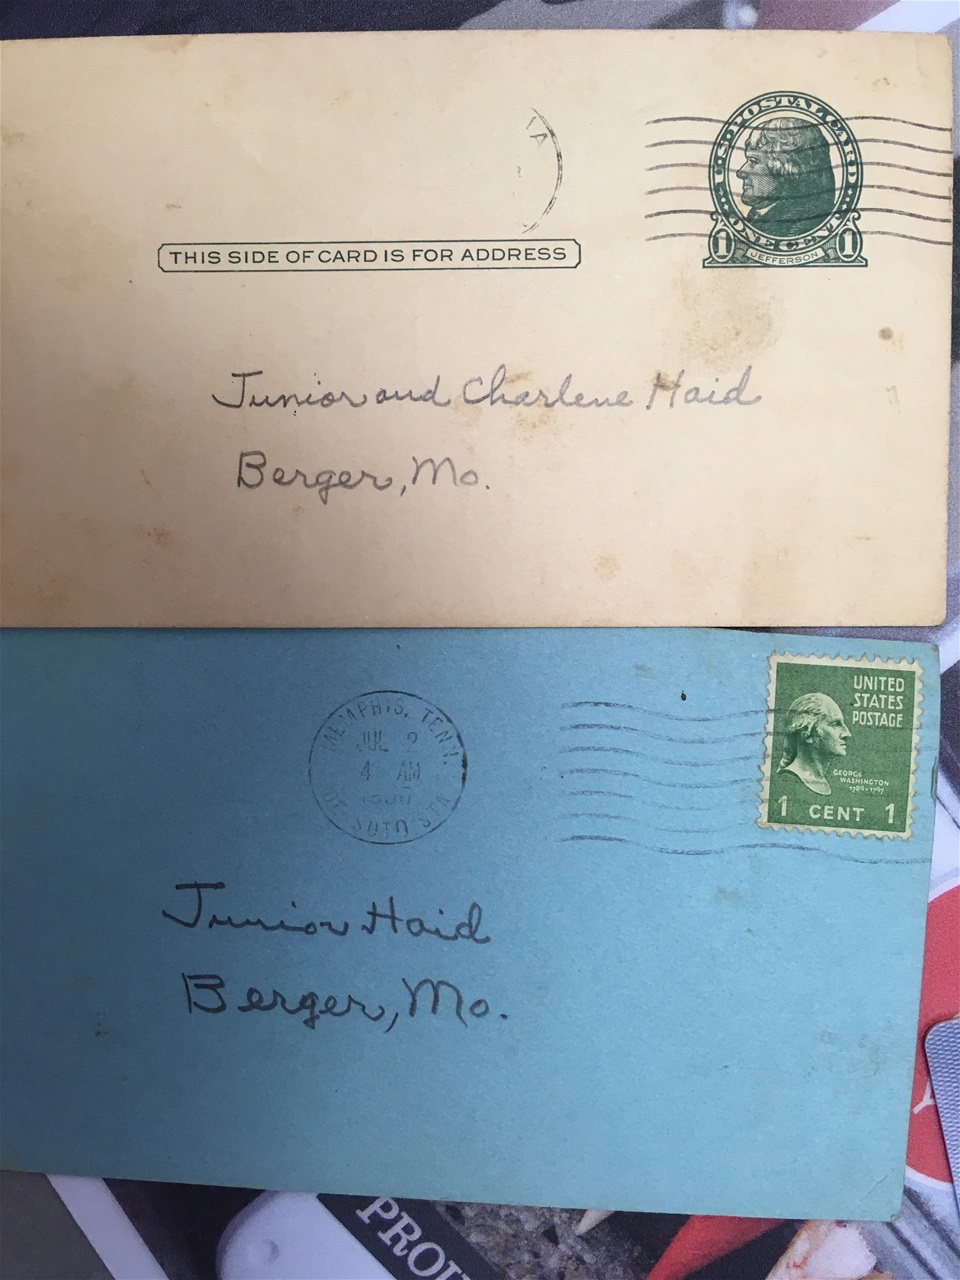 U.S. POSTAL CARD
ONE CENT
1 JEFFERSON 1
THIS SIDE OF CARD IS FOR ADDRESS
Junior and Charlene Haid
Berger, Mo.
UNITED
STATES
POSTAGE
GEORGE
WASHINGTON
1789-1797
1 CENT 1
MEMPHIS, TENN.
JUL 2
4 AM
DE SOTO STA
Junior Haid
Berger, Mo.